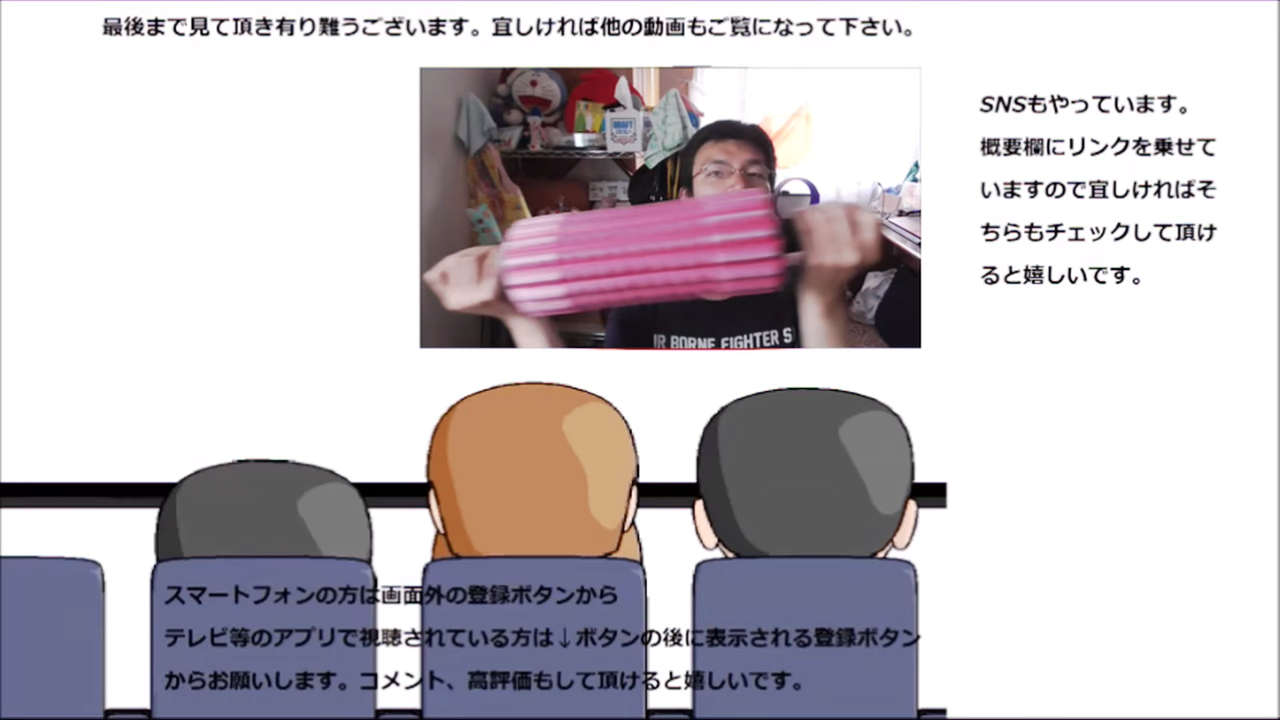 最後まで見て頂き有り難うございます。宜しければ他の動画もご覧になって下さい。
SNSもやっています。
概要欄にリンクを乗せて
いますので宜しければそ
ちらもチェックして頂け
ると嬉しいです。
DRAFT
BORNE FIGHTER S
スマートフォンの方は画面外の登録ボタンから
テレビ等のアプリで視聴されている方は↓ボタンの後に表示される登録ボタン
からお願いします。コメント、高評価もして頂けると嬉しいです。